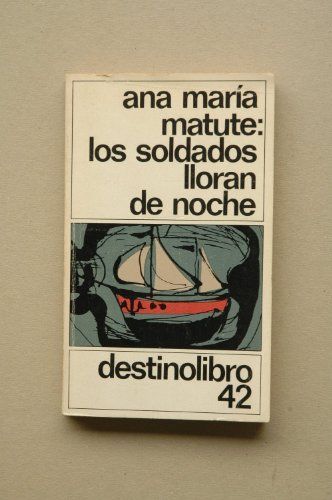 ana maría
matute:
los soldados
lloran
de noche
destinolibro
42